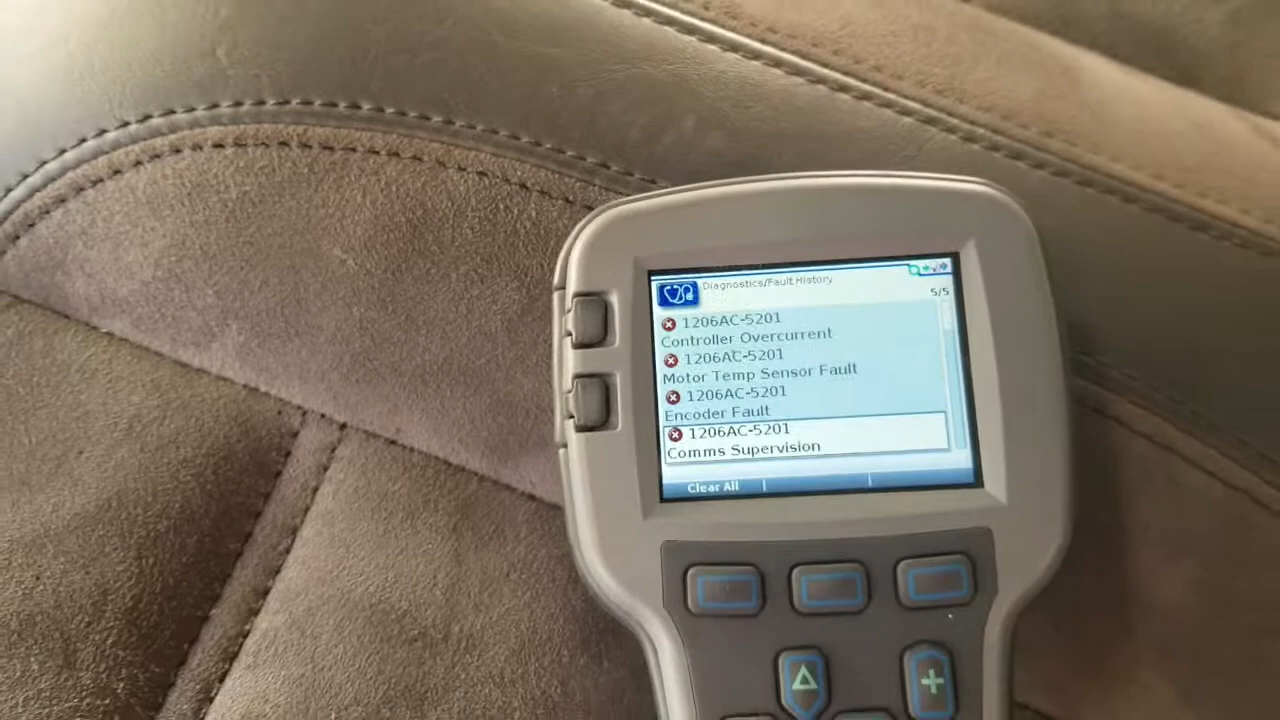 Diagnostics/Fault History
5/5
1206AC-5201
Controller Overcurrent
1206AC-5201
Motor Temp Sensor Fault
1206AC-5201
Encoder Fault
1206AC-5201
Comms Supervision
Clear All
+